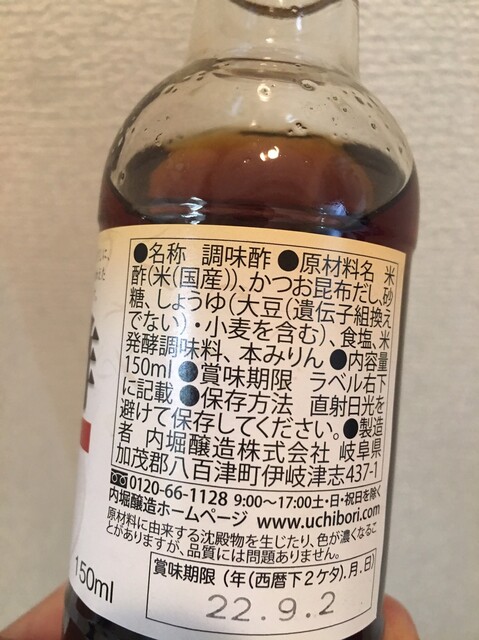 ●名称 調味酢 ●原材料名 米
酢(米(国産))、かつお昆布だし、砂
糖、しょうゆ(大豆(遺伝子組換え
でない)・小麦を含む)、食塩、米
発酵調味料、本みりん ●内容量
150ml ●賞味期限 ラベル右下
に記載 ●保存方法 直射日光を
避けて保存してください。●製造
者 内堀醸造株式会社 岐阜県
加茂郡八百津町伊岐津志437-1
0120-66-1128 9:00〜17:00土・日・祝日を除く
内堀醸造ホームページ www.uchibori.com
原材料に由来する沈殿物を生じたり、色が濃くなるこ
とがありますが、品質には問題ありません。
賞味期限 (年(西暦下2ケタ).月.日)
22.9.2
150ml